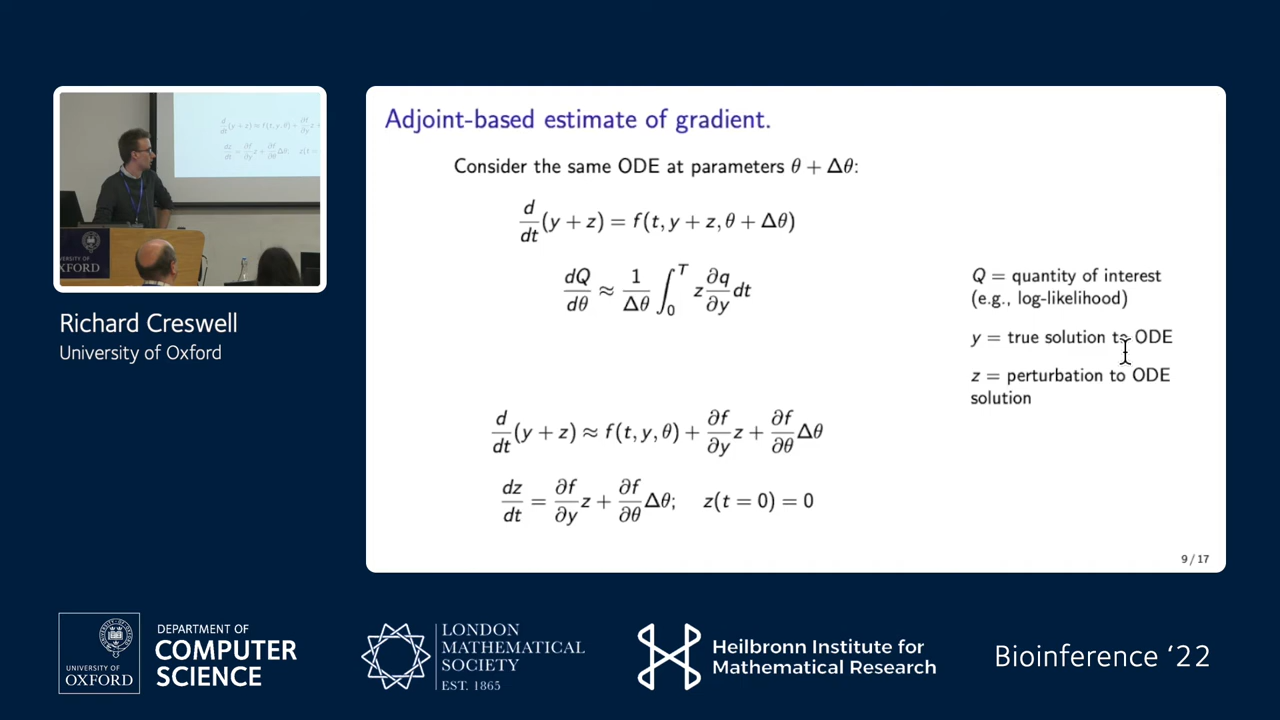 Adjoint-based estimate of gradient.
Consider the same ODE at parameters θ + Δθ:
d/dt (y + z) = f(t, y + z, θ + Δθ)
dQ/dθ ≈ 1/Δθ ∫₀ᵀ z ∂q/∂y dt
Q = quantity of interest
(e.g., log-likelihood)
y = true solution to ODE
z = perturbation to ODE
solution
d/dt (y + z) ≈ f(t, y, θ) + ∂f/∂y z + ∂f/∂θ Δθ
dz/dt = ∂f/∂y z + ∂f/∂θ Δθ; z(t = 0) = 0
9 / 17
Richard Creswell
University of Oxford
UNIVERSITY OF
OXFORD
DEPARTMENT OF
COMPUTER
SCIENCE
LONDON
MATHEMATICAL
SOCIETY
EST. 1865
Heilbronn Institute for
Mathematical Research
Bioinference ‘22